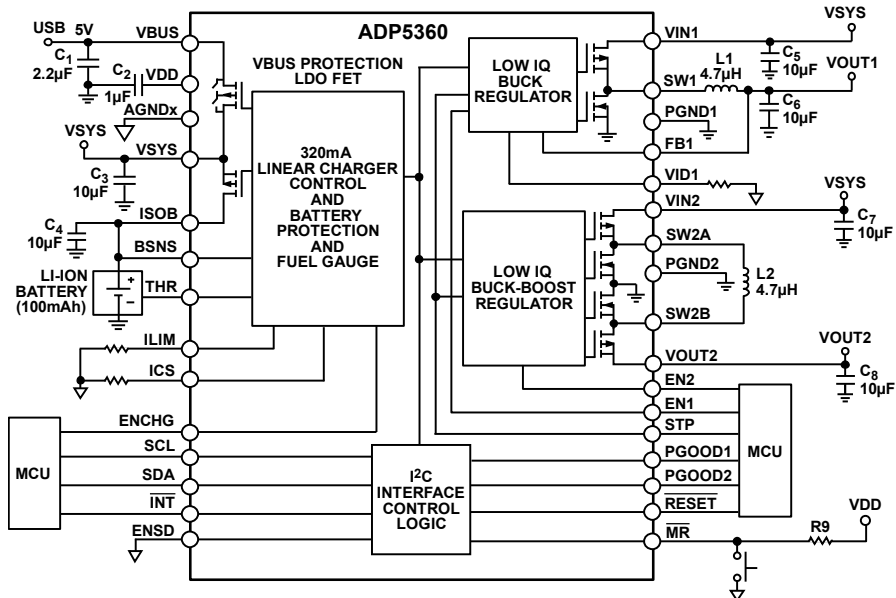 ADP5360
USB
5V
VBUS
C1
2.2µF
C2
1µF
VDD
AGNDx
VSYS
VSYS
C3
10µF
ISOB
C4
10µF
BSNS
LI-ION
BATTERY
(100mAh)
THR
ILIM
ICS
ENCHG
SCL
SDA
INT
ENSD
MCU
VBUS PROTECTION
LDO FET
320mA
LINEAR CHARGER
CONTROL
AND
BATTERY
PROTECTION
AND
FUEL GAUGE
LOW IQ
BUCK
REGULATOR
LOW IQ
BUCK-BOOST
REGULATOR
I2C
INTERFACE
CONTROL
LOGIC
VIN1
VSYS
C5
10µF
SW1
L1
4.7µH
VOUT1
C6
10µF
PGND1
FB1
VID1
VIN2
VSYS
C7
10µF
SW2A
PGND2
L2
4.7µH
SW2B
VOUT2
VOUT2
C8
10µF
EN2
EN1
STP
PGOOD1
PGOOD2
RESET
MR
MCU
R9
VDD